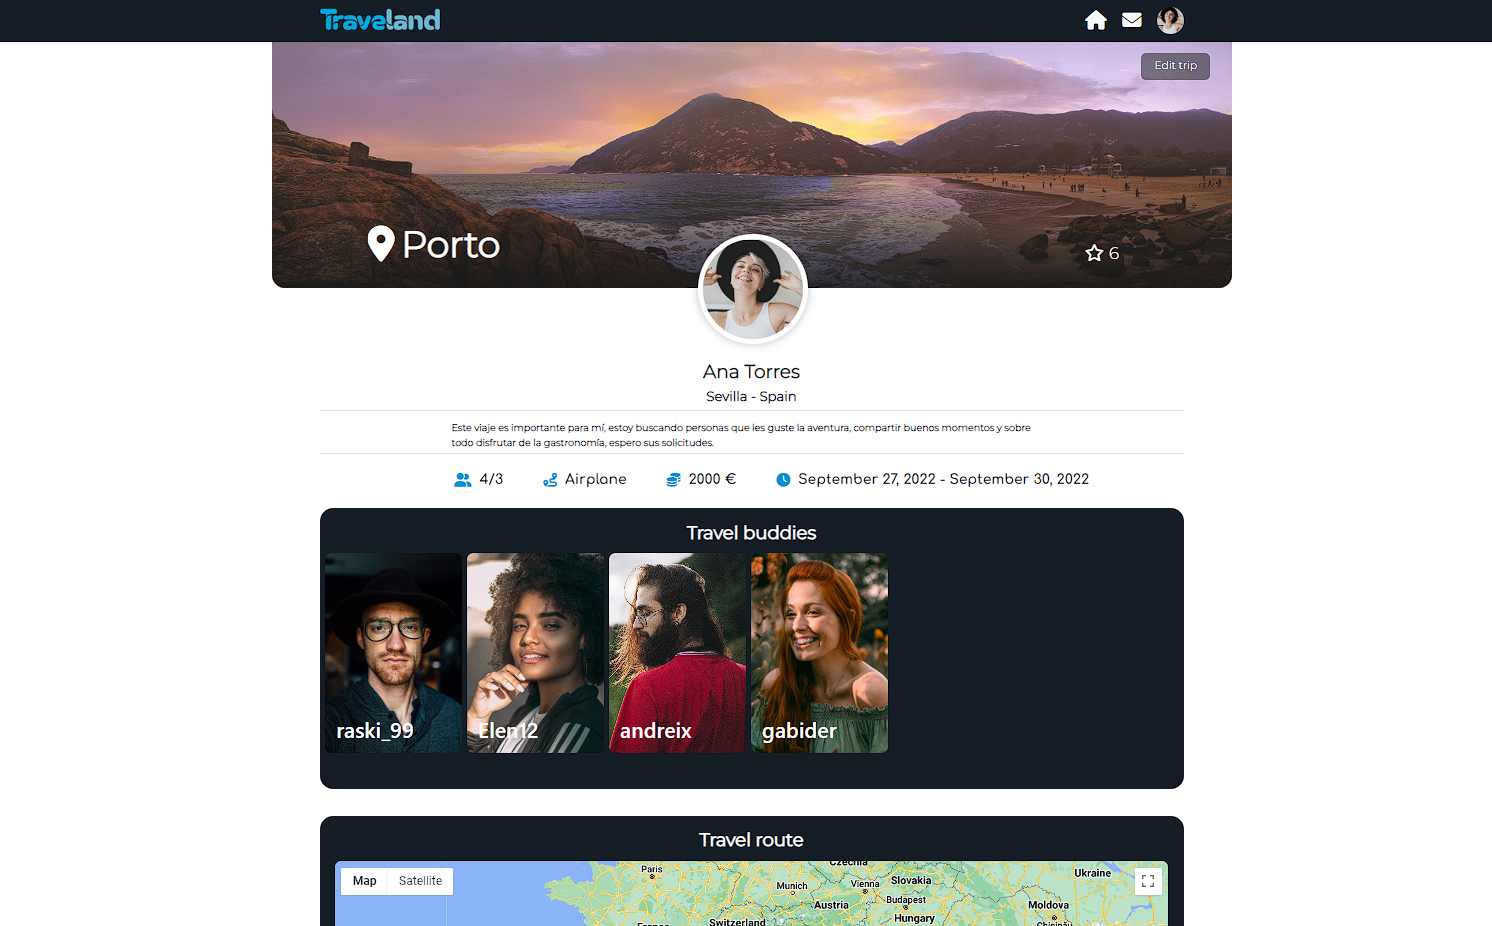 Traveland
Edit trip
Porto
6
Ana Torres
Sevilla - Spain
Este viaje es importante para mí, estoy buscando personas que les guste la aventura, compartir buenos momentos y sobre
todo disfrutar de la gastronomía, espero sus solicitudes.
4/3
Airplane
2000 €
September 27, 2022 - September 30, 2022
Travel buddies
raski_99
Elen12
andreix
gabider
Travel route
Map
Satellite
Czechia
Paris
Ukraine
Munich
Vienna
Slovakia
Budapest
Austria
Moldova
Hungary
Switzerland
France
Chișinău